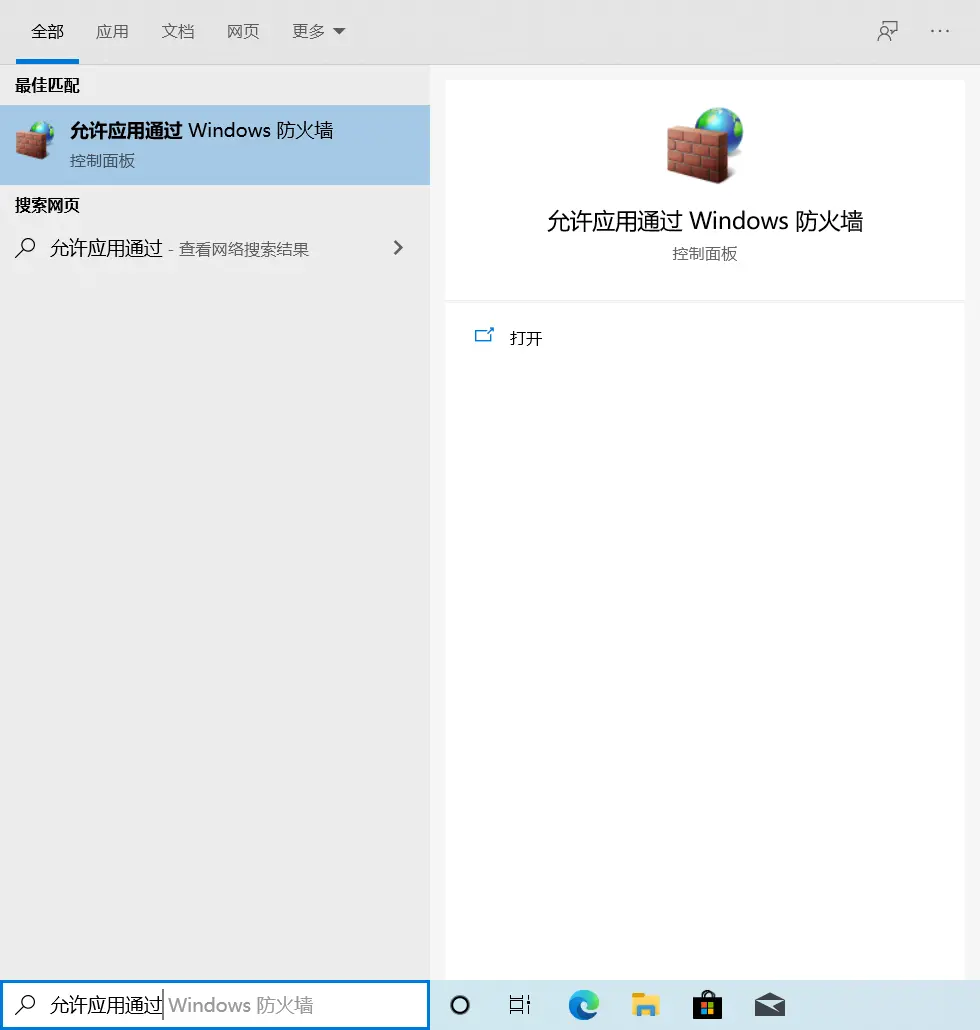 全部 应用 文档 网页 更多
最佳匹配
允许应用通过 Windows 防火墙
控制面板
搜索网页
允许应用通过 - 查看网络搜索结果
允许应用通过 Windows 防火墙
控制面板
打开
允许应用通过 Windows 防火墙